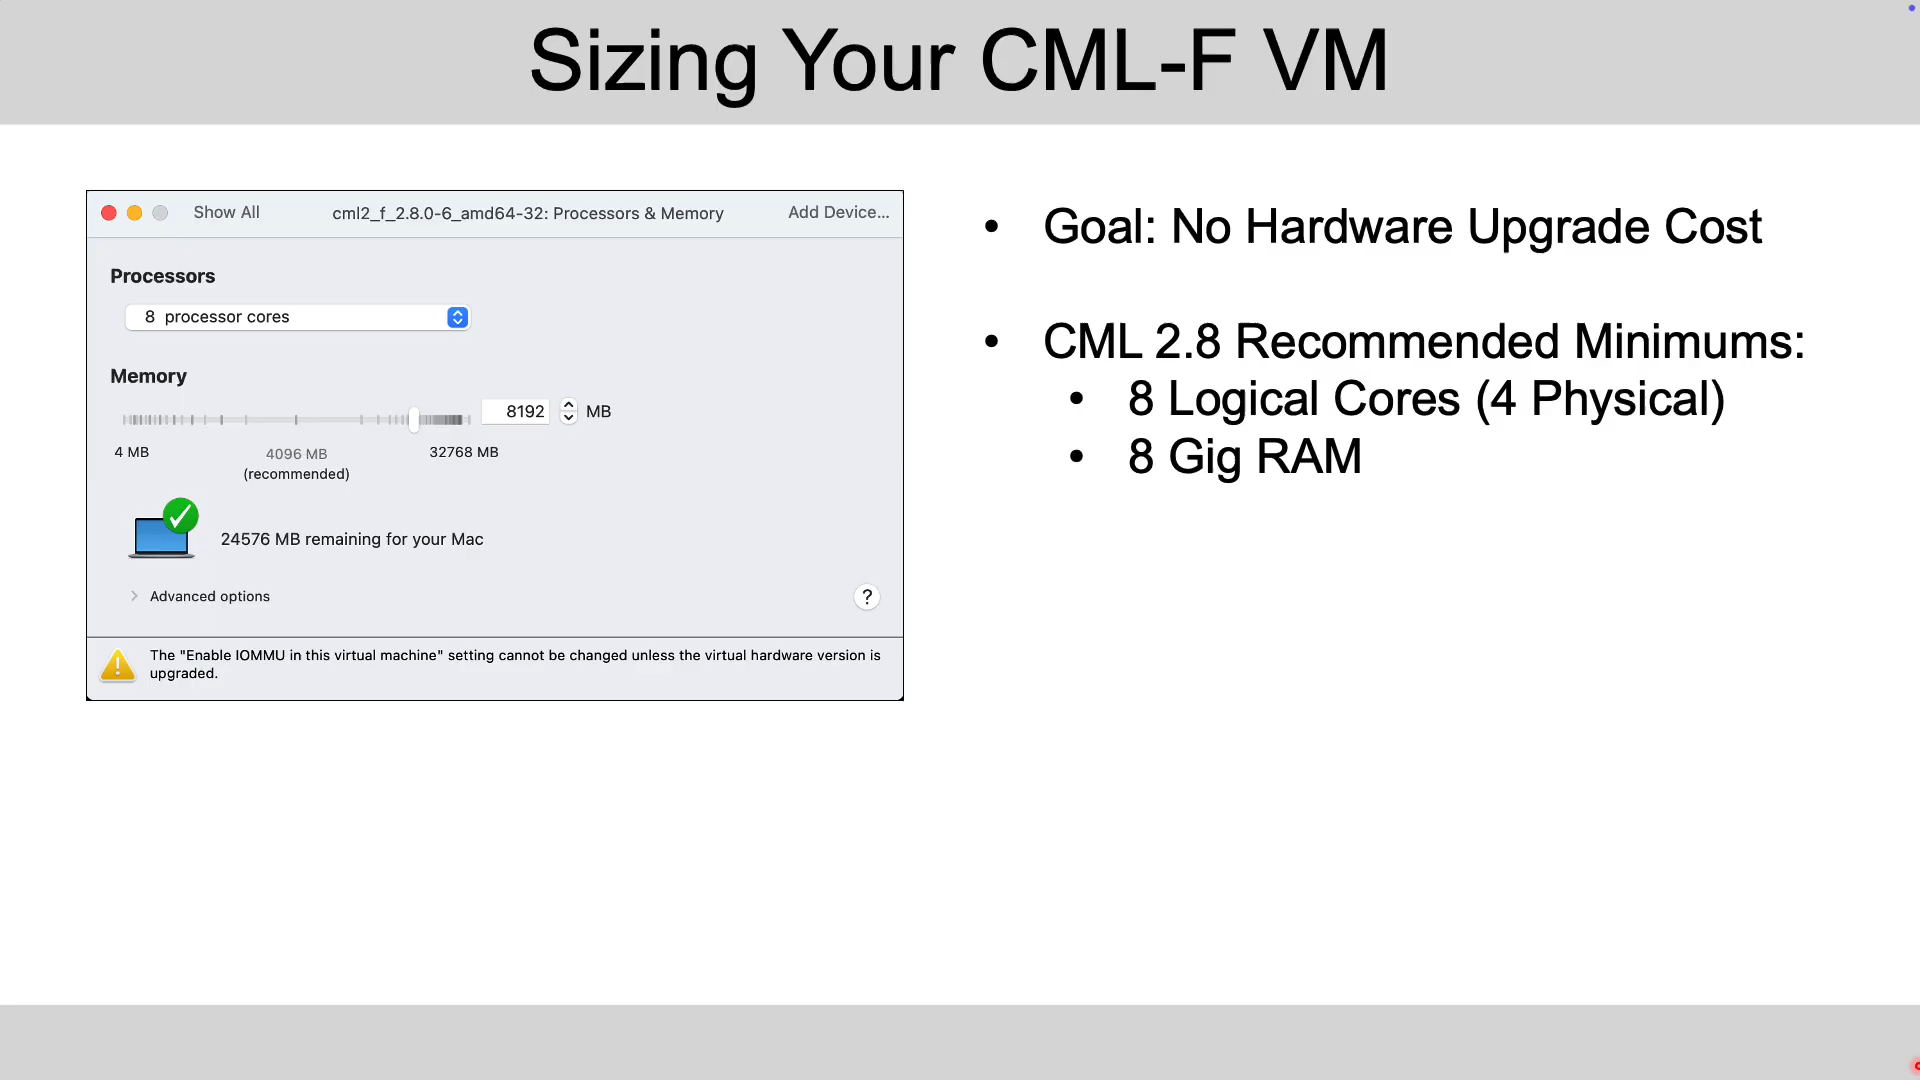 Sizing Your CML-F VM
Show All
cml2_f_2.8.0-6_amd64-32: Processors & Memory
Add Device...
Processors
8 processor cores
Memory
8192 MB
4 MB
4096 MB
(recommended)
32768 MB
24576 MB remaining for your Mac
Advanced options
?
The "Enable IOMMU in this virtual machine" setting cannot be changed unless the virtual hardware version is
upgraded.
• Goal: No Hardware Upgrade Cost
• CML 2.8 Recommended Minimums:
• 8 Logical Cores (4 Physical)
• 8 Gig RAM